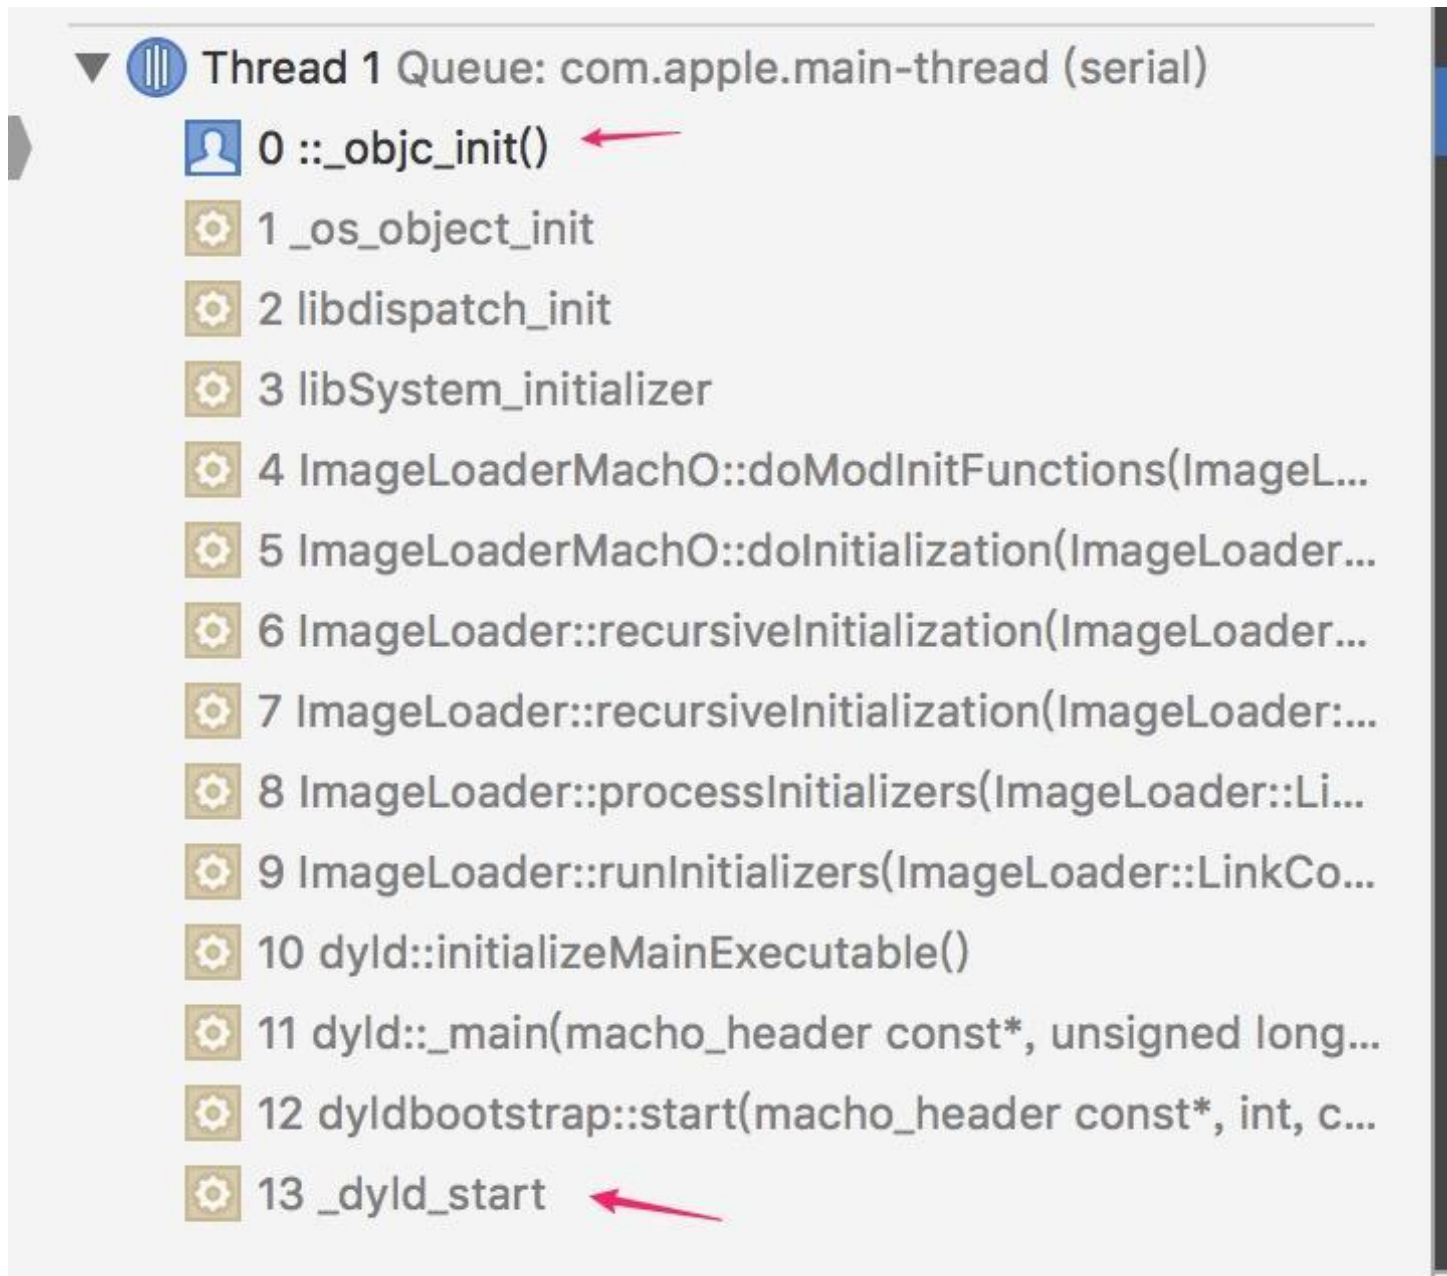 Thread 1 Queue: com.apple.main-thread (serial)
0 ::_objc_init()
1 _os_object_init
2 libdispatch_init
3 libSystem_initializer
4 ImageLoaderMachO::doModInitFunctions(ImageL...
5 ImageLoaderMachO::doInitialization(ImageLoader...
6 ImageLoader::recursiveInitialization(ImageLoader...
7 ImageLoader::recursiveInitialization(ImageLoader:...
8 ImageLoader::processInitializers(ImageLoader::Li...
9 ImageLoader::runInitializers(ImageLoader::LinkCo...
10 dyld::initializeMainExecutable()
11 dyld::_main(macho_header const*, unsigned long...
12 dyldbootstrap::start(macho_header const*, int, c...
13 _dyld_start